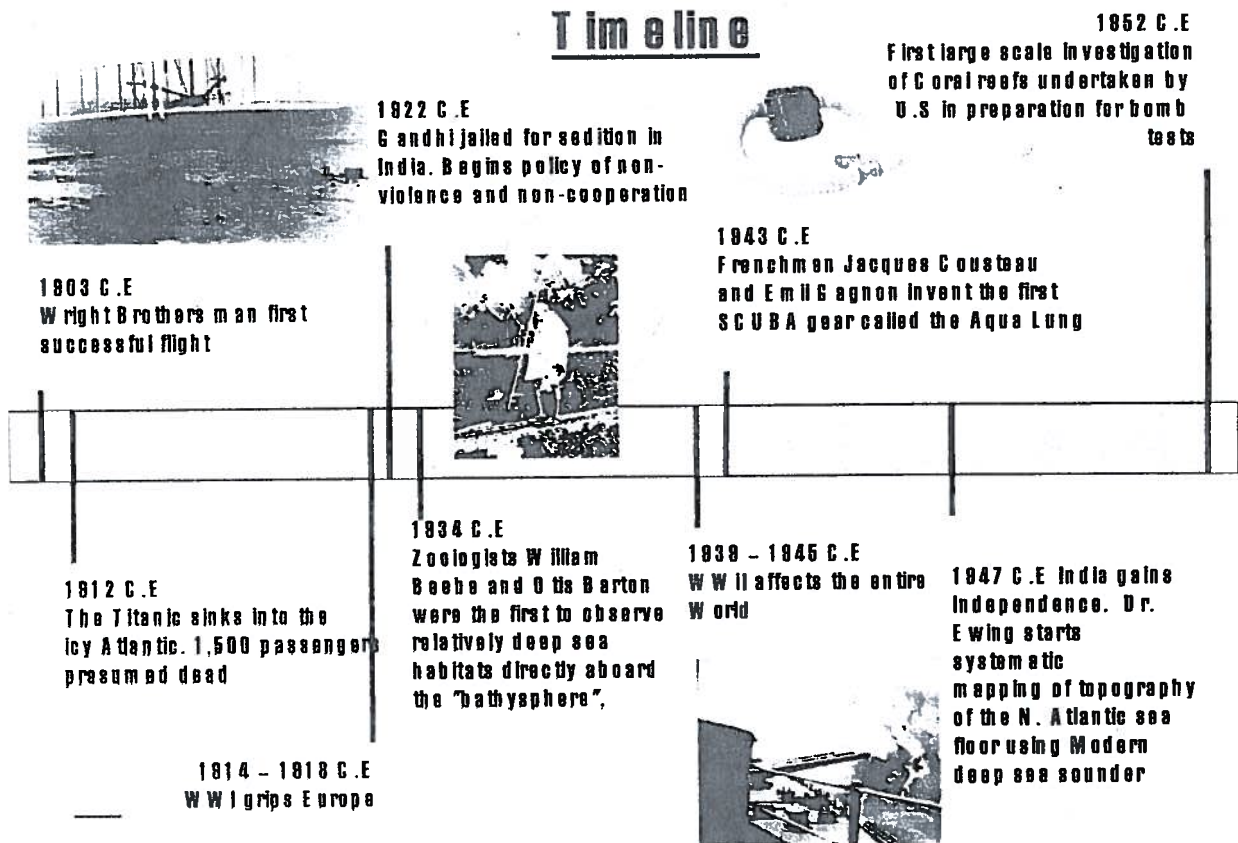 Timeline
1903 C.E
Wright Brothers man first
successful flight
1922 C.E
Gandhi jailed for sedition in
India. Begins policy of non-
violence and non-cooperation
1943 C.E
Frenchmen Jacques Cousteau
and Emil Gagnon invent the first
SCUBA gear called the Aqua Lung
1952 C.E
First large scale investigation
of Coral reefs undertaken by
U.S in preparation for bomb
tests
1912 C.E
The Titanic sinks into the
icy Atlantic. 1,500 passengers
presumed dead
1914 – 1918 C.E
WWI grips Europe
1934 C.E
Zoologists William
Beebe and Otis Barton
were the first to observe
relatively deep sea
habitats directly aboard
the "bathysphere",
1939 – 1945 C.E
WWII affects the entire
World
1947 C.E India gains
Independence. Dr.
Ewing starts
systematic
mapping of topography
of the N. Atlantic sea
floor using Modern
deep sea sounder